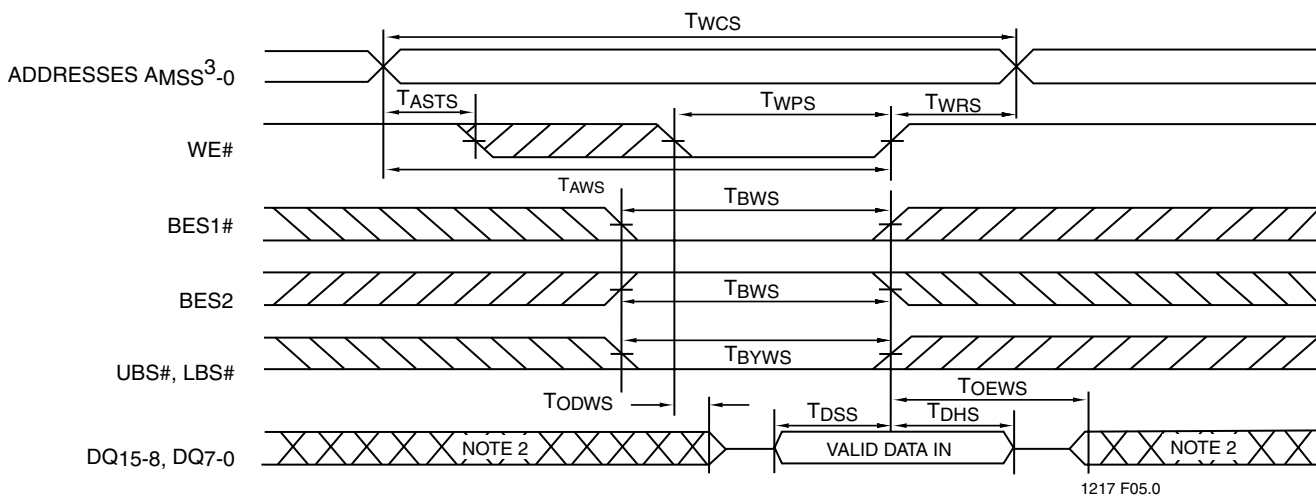 TWCS
ADDRESSES AMSS3-0
TASTS
TWPS
TWRS
WE#
TAWS
TBWS
BES1#
BES2
TBWS
TBYWS
UBS#, LBS#
TODWS
TOEWS
TDSS
TDHS
DQ15-8, DQ7-0
NOTE 2
VALID DATA IN
NOTE 2
1217 F05.0